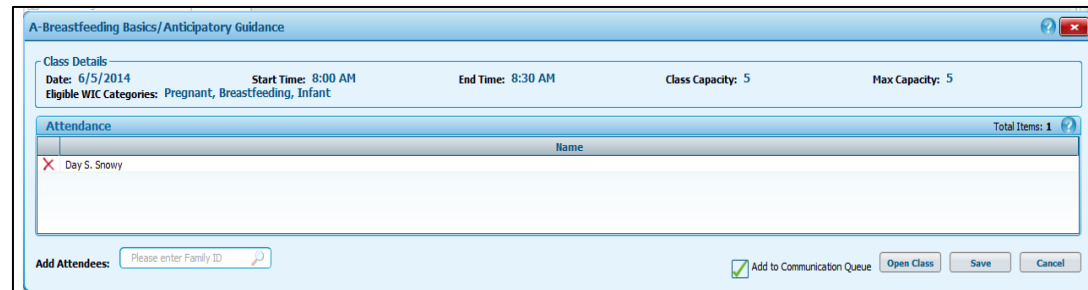 A-Breastfeeding Basics/Anticipatory Guidance
Class Details
Date: 6/5/2014 Start Time: 8:00 AM End Time: 8:30 AM Class Capacity: 5 Max Capacity: 5
Eligible WIC Categories: Pregnant, Breastfeeding, Infant
Attendance Total Items: 1
Name
Day S. Snowy
Add Attendees: Please enter Family ID Add to Communication Queue Open Class Save Cancel